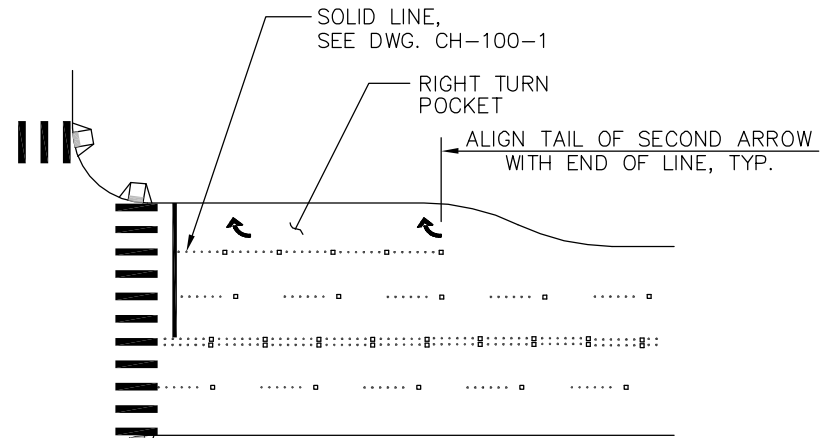 SOLID LINE,
SEE DWG. CH-100-1
RIGHT TURN
POCKET
ALIGN TAIL OF SECOND ARROW
WITH END OF LINE, TYP.